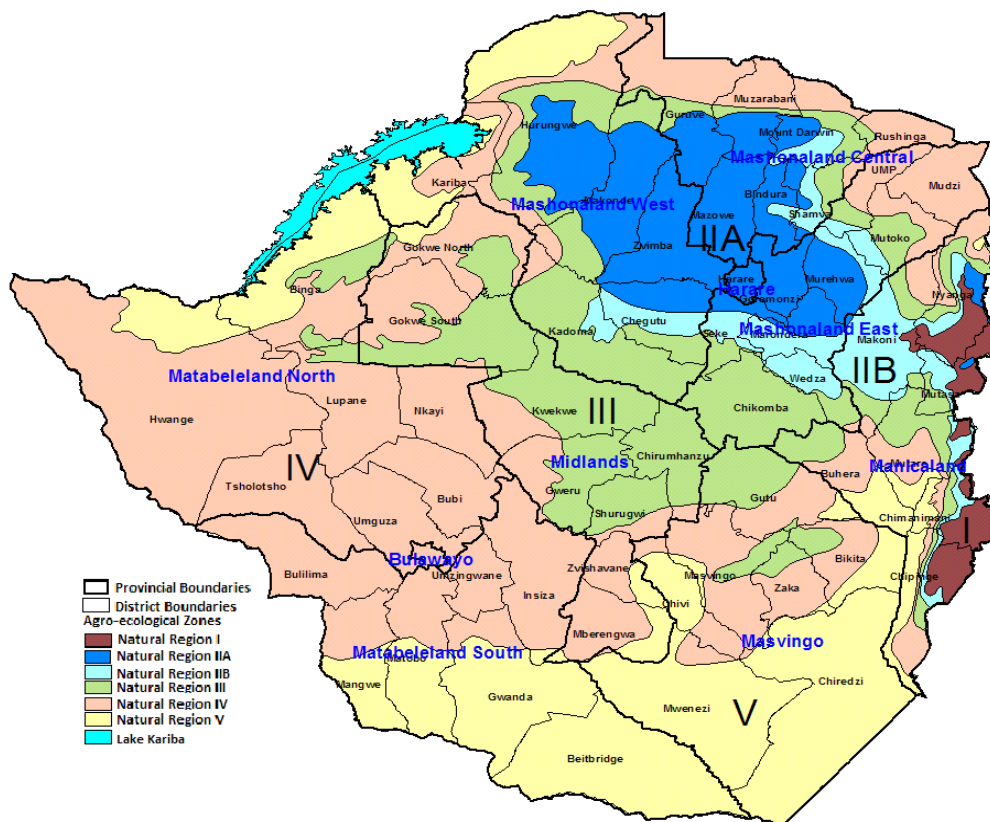 Muzarabani
Guruve
Hurungwe
Mount Darwin
Rushinga
Mashonaland Central
UMP
Kariba
Mudzi
Bindura
Makonde
Mashonaland West
Mazowe
Shamva
IIA
Mutoko
Gokwe North
Zvimba
Harare
Murehwa
Binga
Harare
Goromonzi
Nyanga
Gokwe South
Chegutu
Kadoma
Seke
Mashonaland East
Marondera
Makoni
IIB
Matabeleland North
Wedza
Lupane
Mutasa
Nkayi
Hwange
Kwekwe
III
Chikomba
Chirumhanzu
Midlands
IV
Manicaland
Buhera
Tsholotsho
Gweru
Bubi
Gutu
Shurugwi
Umguza
Chimanimani
I
Bulawayo
Bikita
Bulilima
Umzingwane
Zvishavane
Masvingo
Chipinge
Zaka
Insiza
Chivi
Mberengwa
Masvingo
Matabeleland South
Matobo
Mangwe
Chiredzi
Gwanda
Mwenezi
V
Beitbridge
Provincial Boundaries
District Boundaries
Agro-ecological Zones
Natural Region I
Natural Region IIA
Natural Region IIB
Natural Region III
Natural Region IV
Natural Region V
Lake Kariba